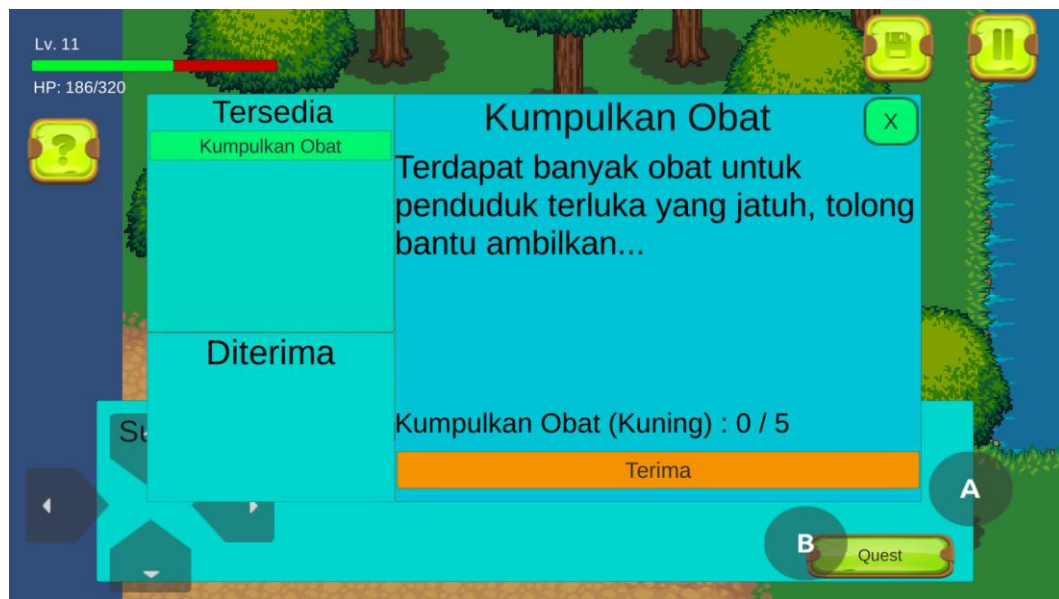 Lv. 11
HP: 186/320
?
Tersedia
Kumpulkan Obat
Diterima
Kumpulkan Obat
X
Terdapat banyak obat untuk
penduduk terluka yang jatuh, tolong
bantu ambilkan...
Kumpulkan Obat (Kuning) : 0 / 5
Terima
A
B
Quest